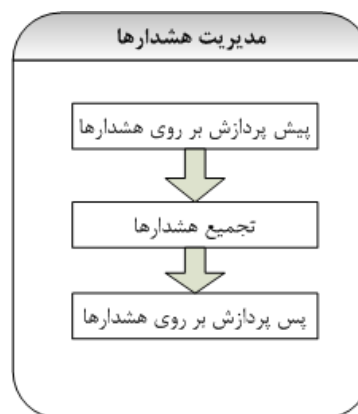 مدیریت هشدارها
پیش پردازش بر روی هشدارها
تجمیع هشدارها
پس پردازش بر روی هشدارها